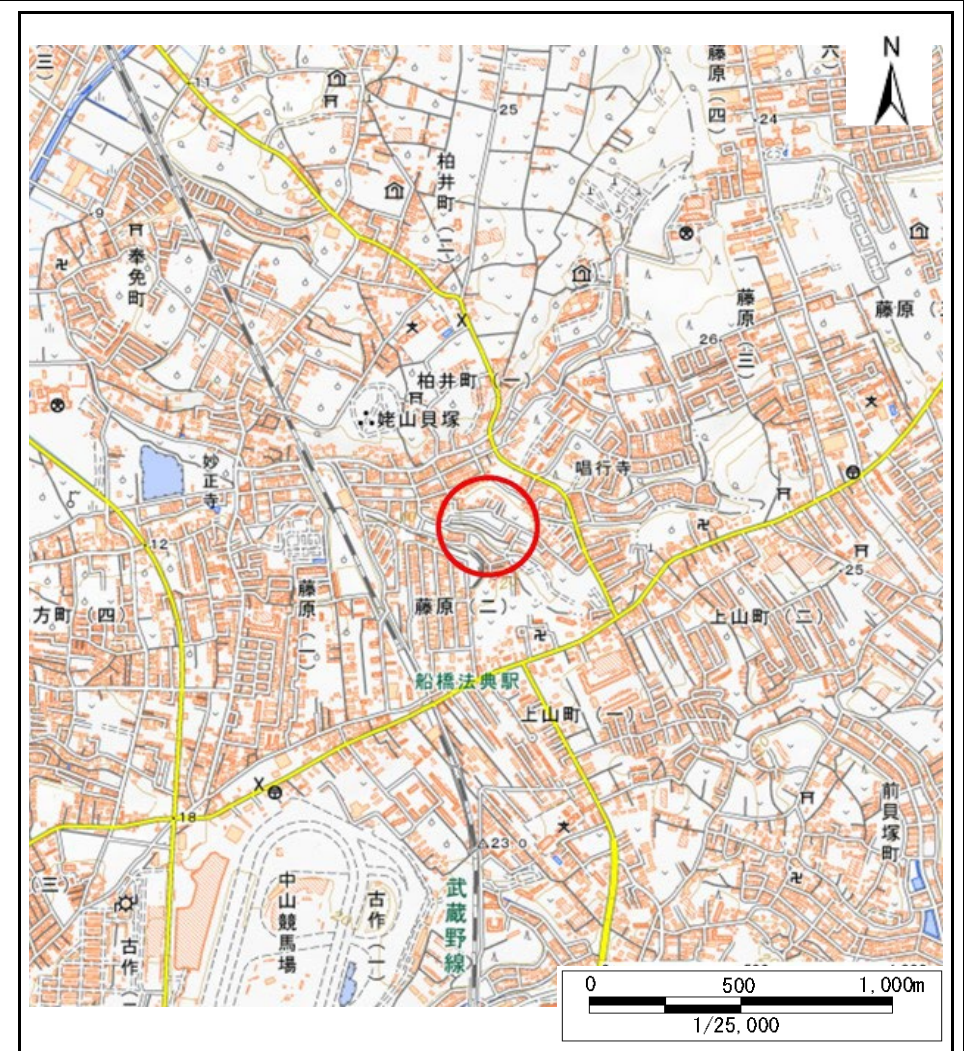 N
三
11
藤原(四)
六)
24
25
柏井町(二)
9
奉免町
藤原(三)
藤原(
26
柏井町(一)
姥山貝塚
妙正寺
唱行寺
12
方町(四)
藤原(一
藤原(二)
25
上山町(二)
船橋法典駅
上山町(一)
18
前貝塚町
23
三
中山競馬場
古作(一)
武蔵野線
古作(
0 500 1,000m
1/25,000